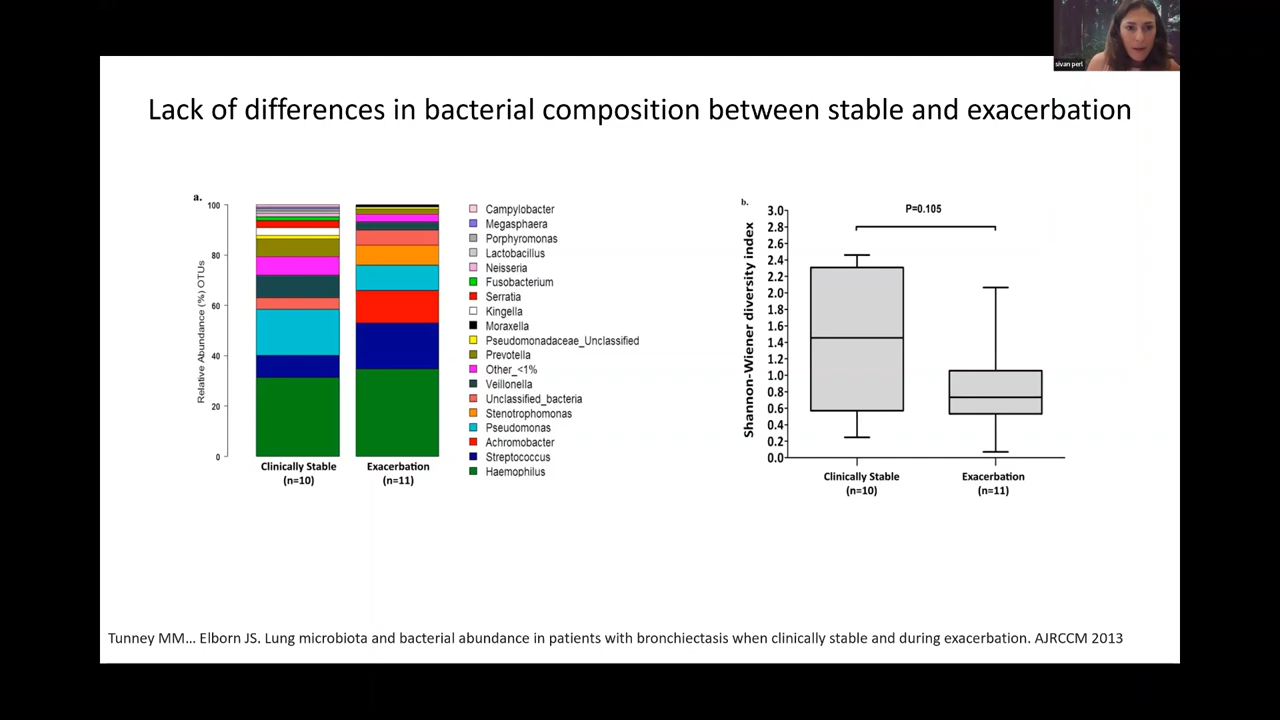 sivan perl
Lack of differences in bacterial composition between stable and exacerbation
a.
Relative Abundance (%) OTUs
100
80
60
40
20
0
Clinically Stable
(n=10)
Exacerbation
(n=11)
Campylobacter
Megasphaera
Porphyromonas
Lactobacillus
Neisseria
Fusobacterium
Serratia
Kingella
Moraxella
Pseudomonadaceae_Unclassified
Prevotella
Other_<1%
Veillonella
Unclassified_bacteria
Stenotrophomonas
Pseudomonas
Achromobacter
Streptococcus
Haemophilus
b.
P=0.105
Shannon-Wiener diversity index
3.0
2.8
2.6
2.4
2.2
2.0
1.8
1.6
1.4
1.2
1.0
0.8
0.6
0.4
0.2
0.0
Clinically Stable
(n=10)
Exacerbation
(n=11)
Tunney MM… Elborn JS. Lung microbiota and bacterial abundance in patients with bronchiectasis when clinically stable and during exacerbation. AJRCCM 2013